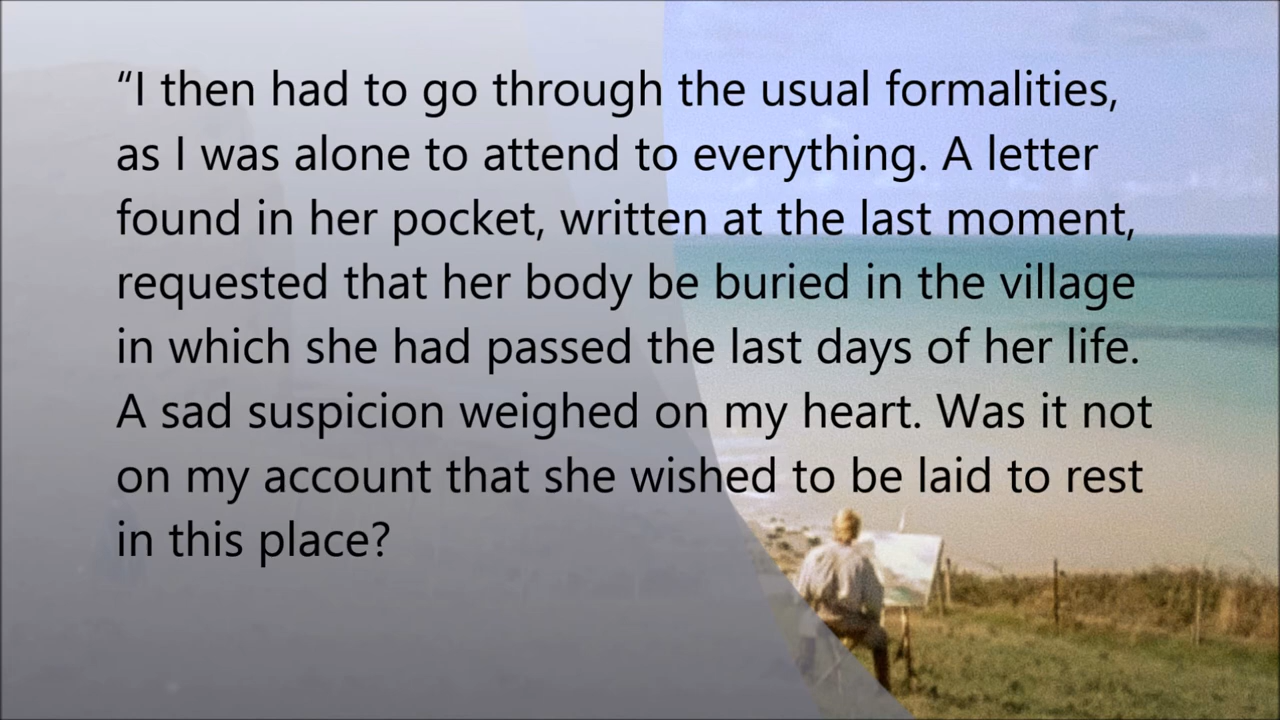 “I then had to go through the usual formalities,
as I was alone to attend to everything. A letter
found in her pocket, written at the last moment,
requested that her body be buried in the village
in which she had passed the last days of her life.
A sad suspicion weighed on my heart. Was it not
on my account that she wished to be laid to rest
in this place?